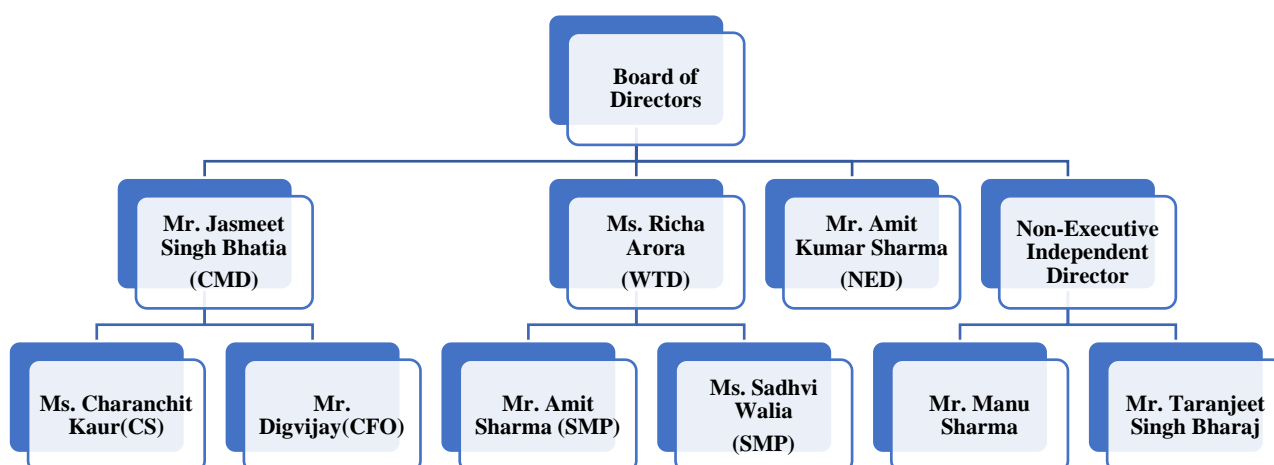 Board of
Directors
Mr. Jasmeet
Singh Bhatia
(CMD)
Ms. Richa
Arora
(WTD)
Mr. Amit
Kumar Sharma
(NED)
Non-Executive
Independent
Director
Ms. Charanchit
Kaur(CS)
Mr.
Digvijay(CFO)
Mr. Amit
Sharma (SMP)
Ms. Sadhvi
Walia
(SMP)
Mr. Manu
Sharma
Mr. Taranjeet
Singh Bharaj